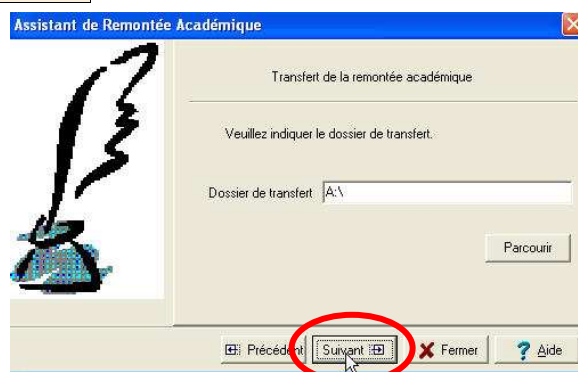 Assistant de Remontée Académique
Transfert de la remontée académique
Veuillez indiquer le dossier de transfert.
Dossier de transfert A:\
Parcourir
Précédent Suivant Fermer ? Aide